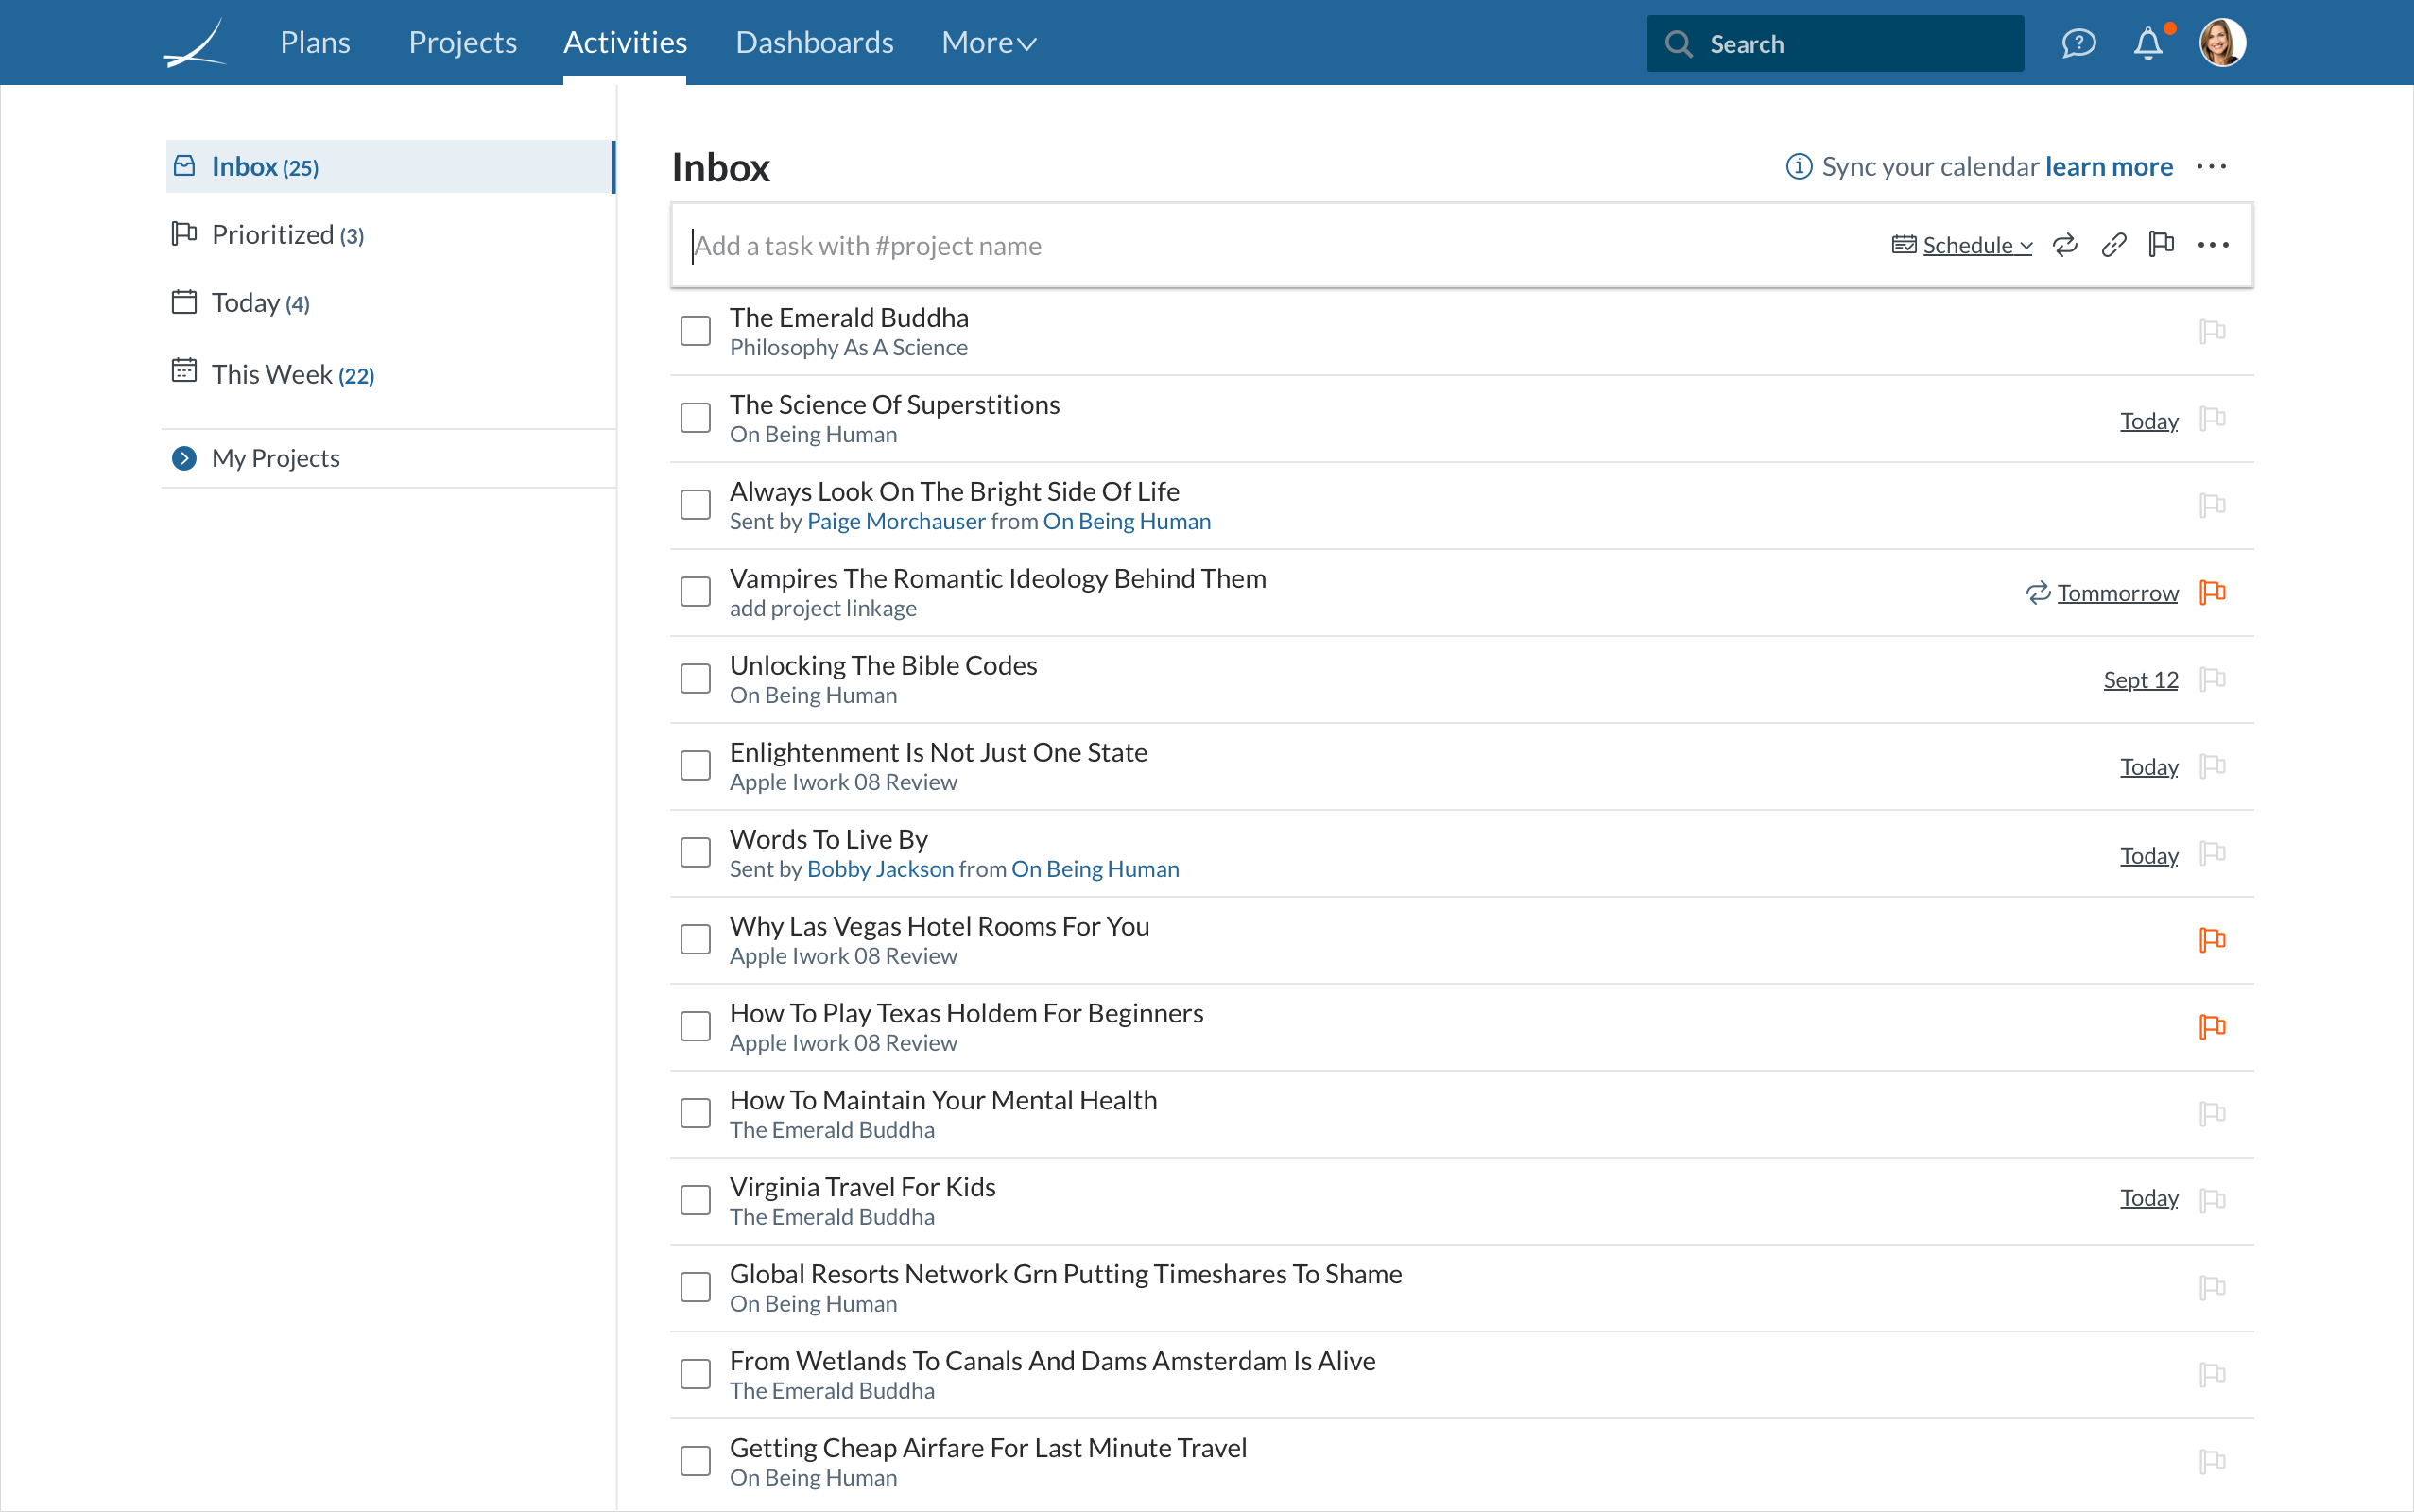 Plans Projects Activities Dashboards More Search
Inbox (25)
Prioritized (3)
Today (4)
This Week (22)
My Projects
Inbox
Sync your calendar learn more
Add a task with #project name
Schedule
The Emerald Buddha
Philosophy As A Science
The Science Of Superstitions
On Being Human
Today
Always Look On The Bright Side Of Life
Sent by Paige Morchauser from On Being Human
Vampires The Romantic Ideology Behind Them
add project linkage
Tommorrow
Unlocking The Bible Codes
On Being Human
Sept 12
Enlightenment Is Not Just One State
Apple Iwork 08 Review
Today
Words To Live By
Sent by Bobby Jackson from On Being Human
Today
Why Las Vegas Hotel Rooms For You
Apple Iwork 08 Review
How To Play Texas Holdem For Beginners
Apple Iwork 08 Review
How To Maintain Your Mental Health
The Emerald Buddha
Virginia Travel For Kids
The Emerald Buddha
Today
Global Resorts Network Grn Putting Timeshares To Shame
On Being Human
From Wetlands To Canals And Dams Amsterdam Is Alive
The Emerald Buddha
Getting Cheap Airfare For Last Minute Travel
On Being Human